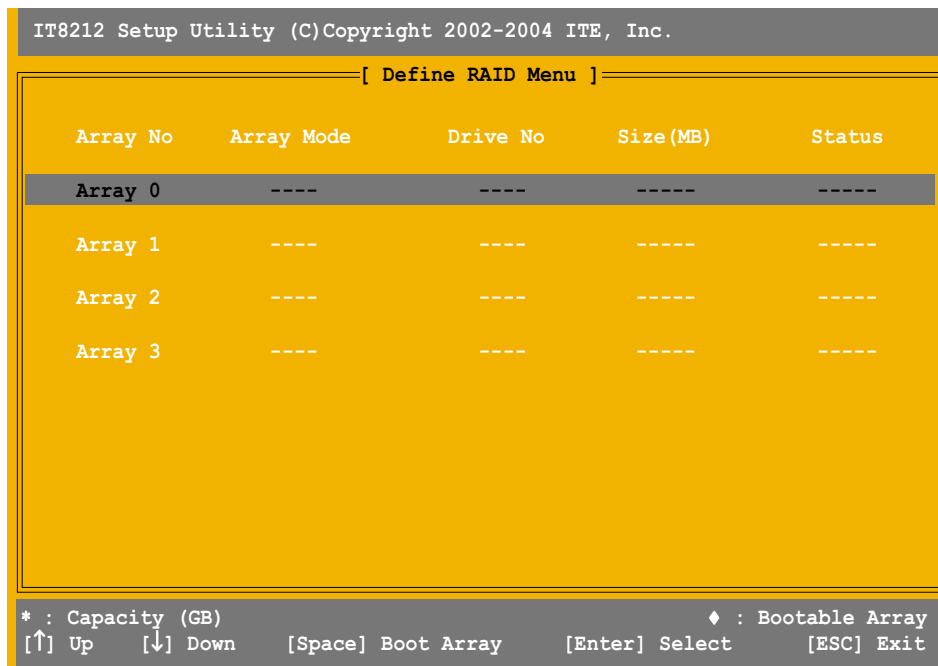 IT8212 Setup Utility (C)Copyright 2002-2004 ITE, Inc.
[ Define RAID Menu ]
Array No Array Mode Drive No Size(MB) Status
Array 0 ---- ---- ----- -----
Array 1 ---- ---- ----- -----
Array 2 ---- ---- ----- -----
Array 3 ---- ---- ----- -----
* : Capacity (GB) ♦ : Bootable Array
[↑] Up [↓] Down [Space] Boot Array [Enter] Select [ESC] Exit